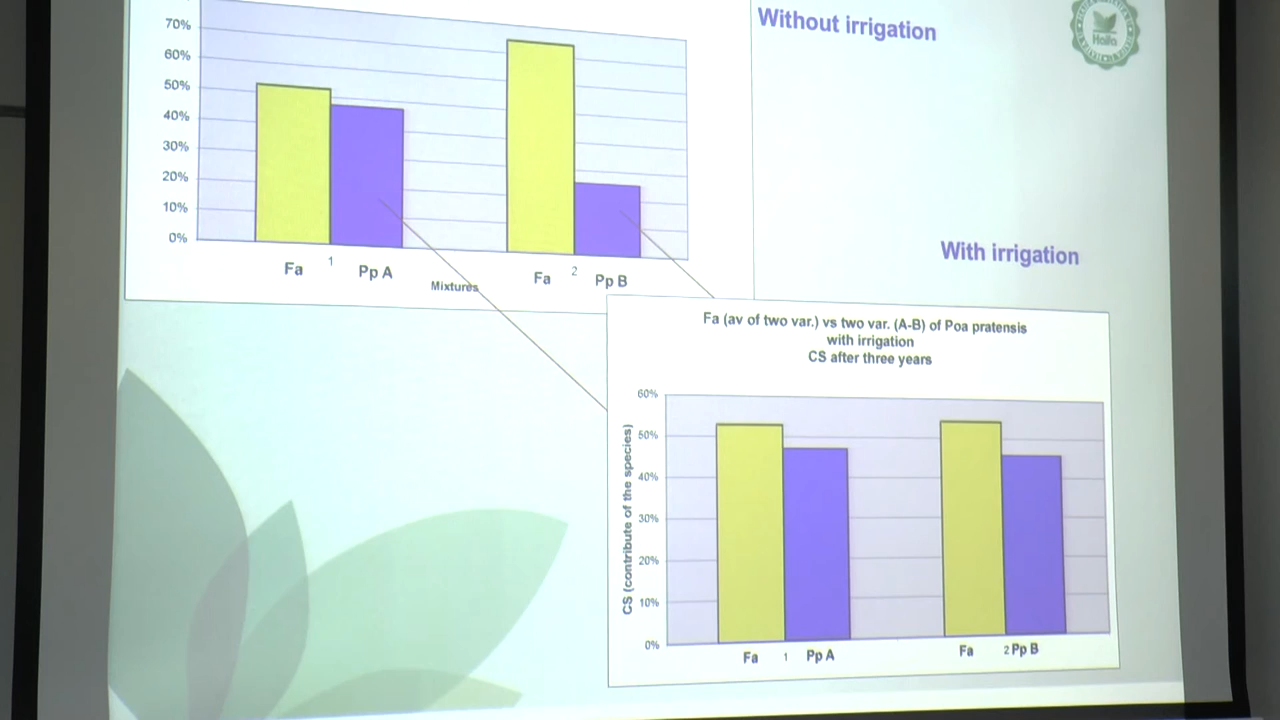 Without irrigation
Haifa
70%
60%
50%
40%
30%
20%
10%
0%
Fa 1 Pp A
Fa 2 Pp B
Mixtures
With irrigation
Fa (av of two var.) vs two var. (A-B) of Poa pratensis
with irrigation
CS after three years
CS (contribute of the species)
60%
50%
40%
30%
20%
10%
0%
Fa 1 Pp A
Fa 2 Pp B